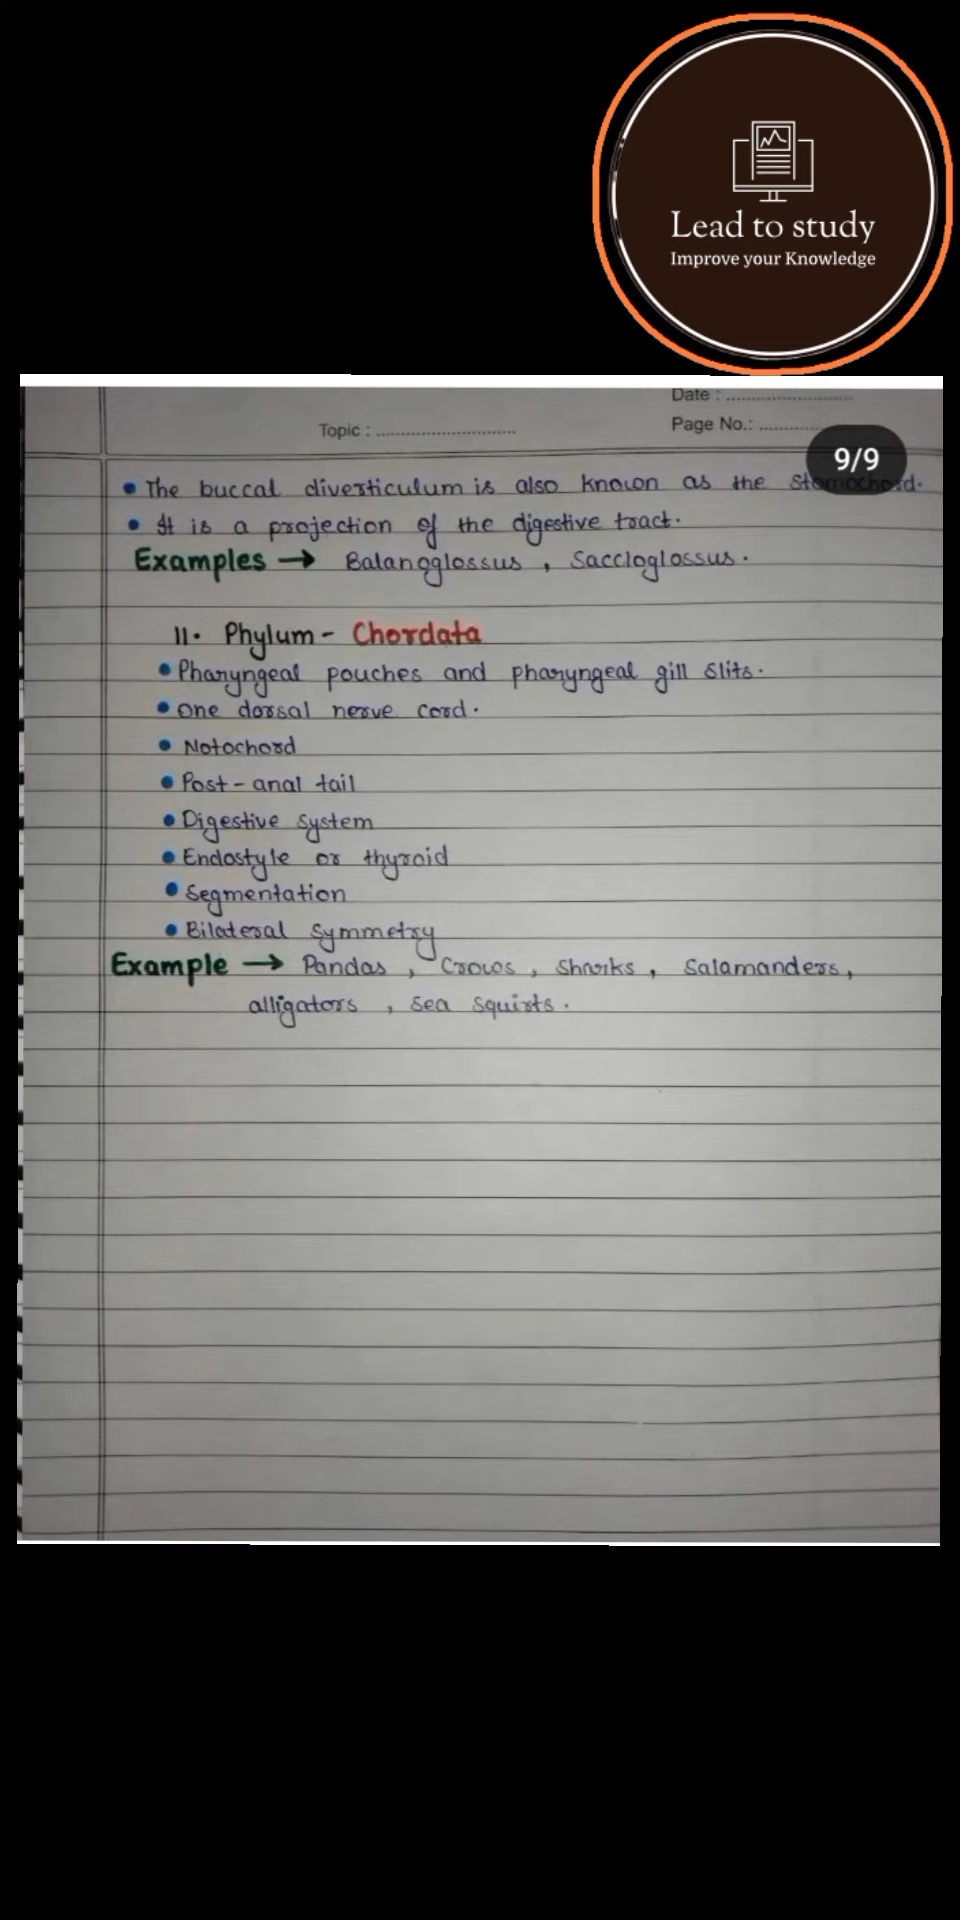 Lead to study
Improve your Knowledge
Date : ........................
Topic : ...........................
Page No.: ............
9/9
• The buccal diverticulum is also known as the Stomochord.
• It is a projection of the digestive tract.
Examples → Balanoglossus , Saccloglossus .
11. Phylum - Chordata
• Pharyngeal pouches and pharyngeal gill slits.
• One dorsal nerve cord.
• Notochord
• Post - anal tail
• Digestive system
• Endostyle or thyroid
• Segmentation
• Bilateral symmetry
Example → Pandas , Crows , Sharks , Salamanders,
alligators , sea squirts .